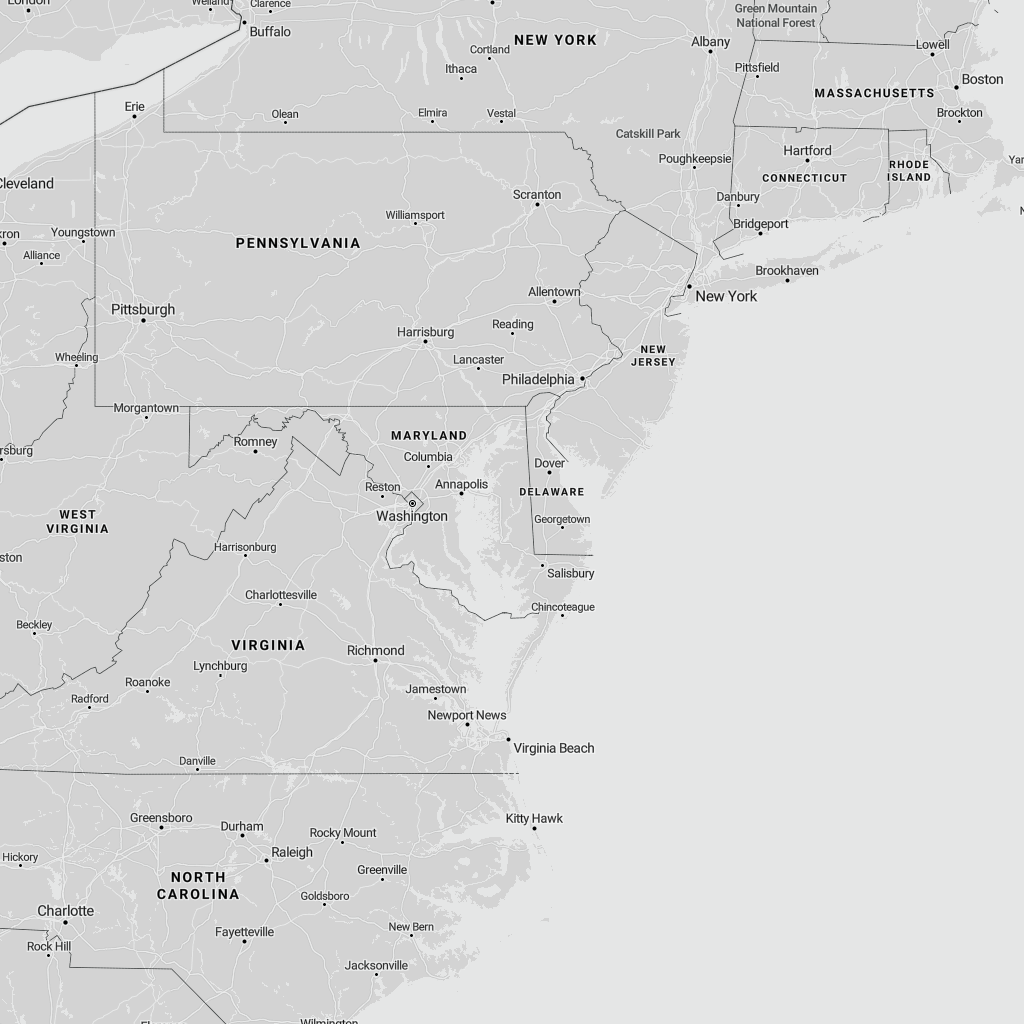 London
Welland
Clarence
Buffalo
Green Mountain
National Forest
Cortland
NEW YORK
Albany
Lowell
Ithaca
Pittsfield
Boston
MASSACHUSETTS
Erie
Olean
Elmira
Vestal
Brockton
Catskill Park
Hartford
Poughkeepsie
RHODE
ISLAND
CONNECTICUT
Cleveland
Scranton
Danbury
Williamsport
Bridgeport
kron
Youngstown
PENNSYLVANIA
Alliance
Brookhaven
Allentown
New York
Pittsburgh
Harrisburg
Reading
NEW
JERSEY
Wheeling
Lancaster
Philadelphia
Morgantown
MARYLAND
Romney
rsburg
Columbia
Dover
Reston
Annapolis
DELAWARE
WEST
VIRGINIA
Washington
Georgetown
Harrisonburg
ston
Salisbury
Charlottesville
Chincoteague
Beckley
VIRGINIA
Richmond
Lynchburg
Roanoke
Jamestown
Radford
Newport News
Virginia Beach
Danville
Greensboro
Durham
Rocky Mount
Kitty Hawk
Raleigh
Hickory
Greenville
NORTH
CAROLINA
Goldsboro
Charlotte
New Bern
Fayetteville
Rock Hill
Jacksonville
Wilmington